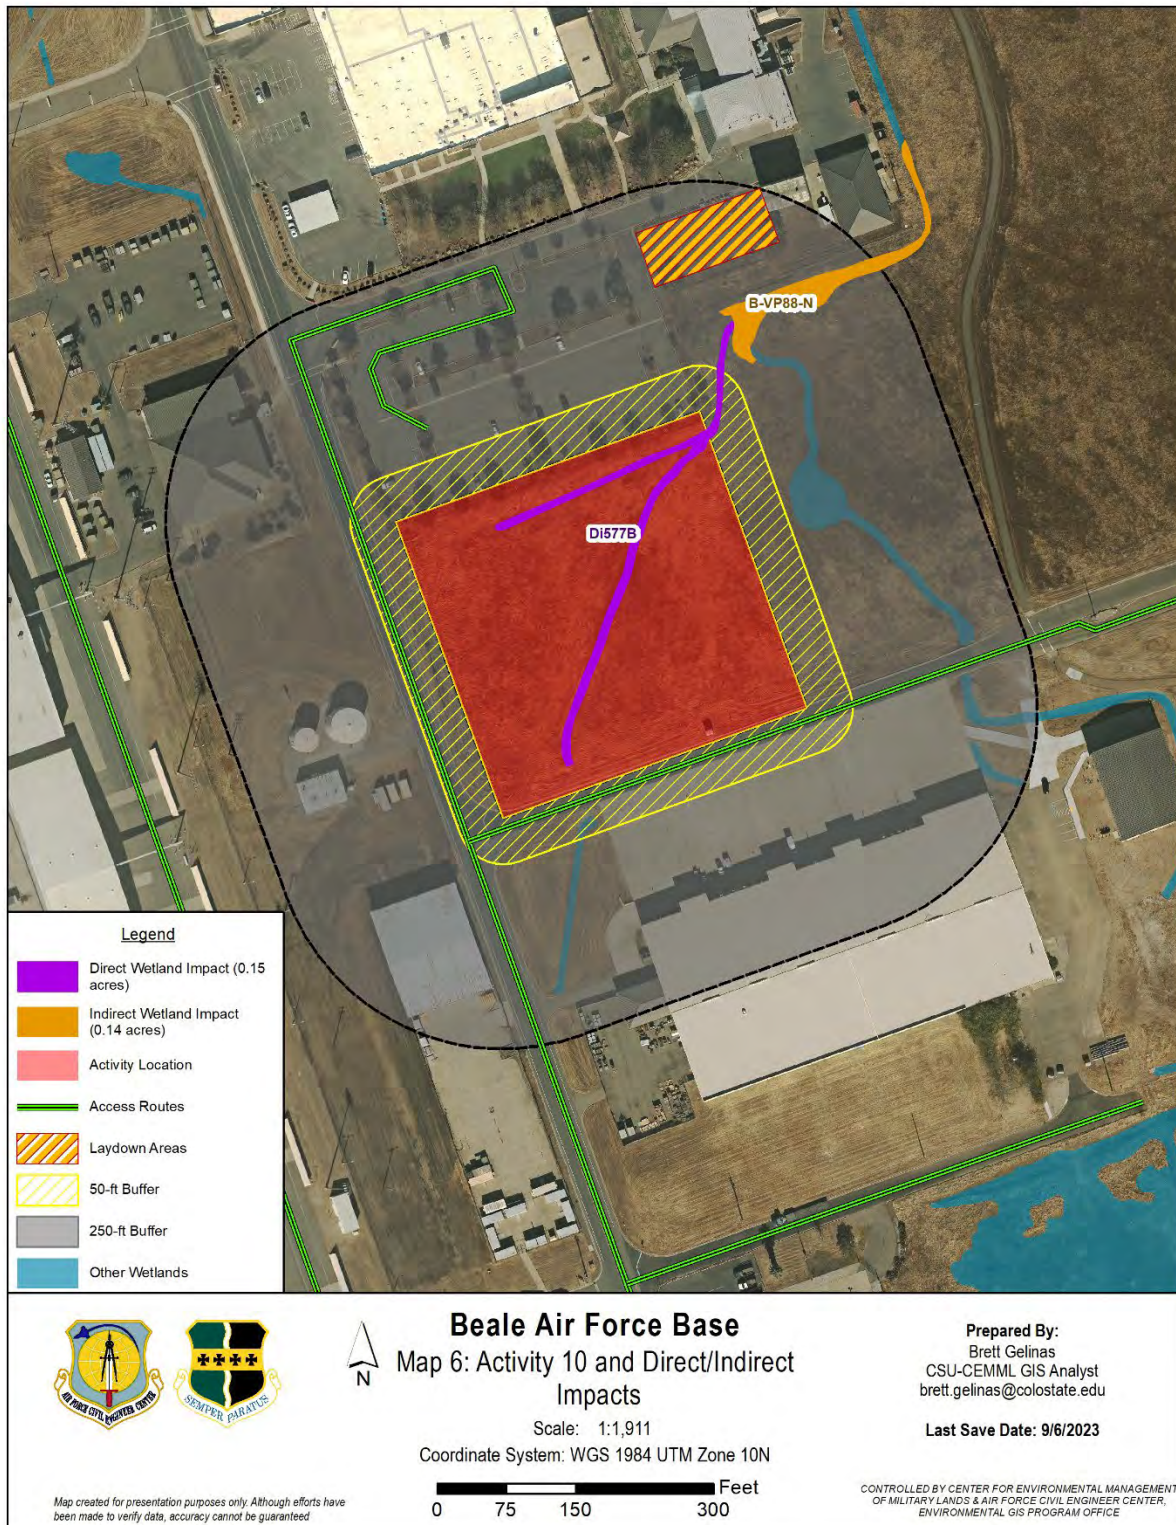 B-VP88-N
Di577B
Legend
Direct Wetland Impact (0.15
acres)
Indirect Wetland Impact
(0.14 acres)
Activity Location
Access Routes
Laydown Areas
50-ft Buffer
250-ft Buffer
Other Wetlands
AIR FORCE CIVIL ENGINEER CENTER
SEMPER PARATUS
N
Beale Air Force Base
Map 6: Activity 10 and Direct/Indirect
Impacts
Scale: 1:1,911
Coordinate System: WGS 1984 UTM Zone 10N
Feet
0 75 150 300
Prepared By:
Brett Gelinas
CSU-CEMML GIS Analyst
brett.gelinas@colostate.edu
Last Save Date: 9/6/2023
Map created for presentation purposes only. Although efforts have
been made to verify data, accuracy cannot be guaranteed
CONTROLLED BY CENTER FOR ENVIRONMENTAL MANAGEMENT
OF MILITARY LANDS & AIR FORCE CIVIL ENGINEER CENTER,
ENVIRONMENTAL GIS PROGRAM OFFICE